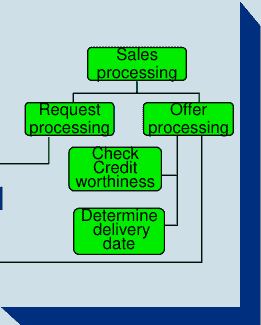 Sales
processing
Request
processing
Offer
processing
Check
Credit
worthiness
Determine
delivery
date